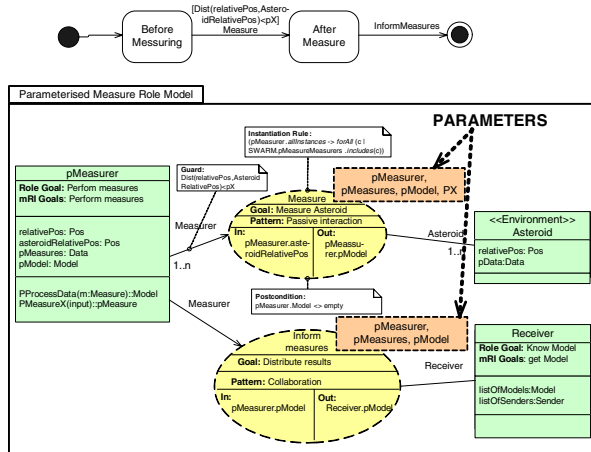 [Dist(relativePos,Astero-
idRelativePos)<pX]
Measure
Before
Messuring
After
Measure
InformMeasures
Parameterised Measure Role Model
PARAMETERS
Instantiation Rule :
(pMeasurer.allInstances -> forAll (c |
SWARM.pMeasureMeasurers .includes(c))
Guard:
Dist(relativePos,Asteroid
RelativePos)<pX
pMeasurer
Role Goal: Perfom measures
mRI Goals: Perform measures
relativePos: Pos
asteroidRelativePos: Pos
pMeasures: Data
pModel: Model
PProcessData(m:Measure)::Model
PMeasureX(input)::pMeasure
Measurer
1..n
pMeasurer,
pMeasures, pModel, PX
Measure
Goal: Measure Asteroid
Pattern: Passive interaction
In:
pMeasurer.aste-
roidRelativePos
Out:
pMeassu-
rer.pModel
Asteroid
1..n
<<Environment>>
Asteroid
relativePos: Pos
pData:Data
Postcondition:
pMeasurer.Model <> empty
Measurer
pMeasurer,
pMeasures, pModel
Inform
measures
Goal: Distribute results
Pattern: Collaboration
In:
pMeasurer.pModel
Out:
Receiver.pModel
Receiver
Receiver
Role Goal: Know Model
mRI Goals: get Model
listOfModels:Model
listOfSenders:Sender